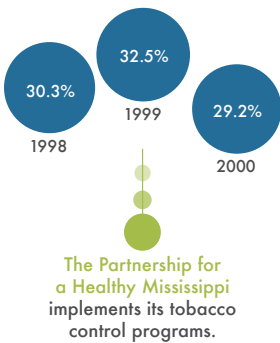 30.3%
1998
32.5%
1999
29.2%
2000
The Partnership for
a Healthy Mississippi
implements its tobacco
control programs.